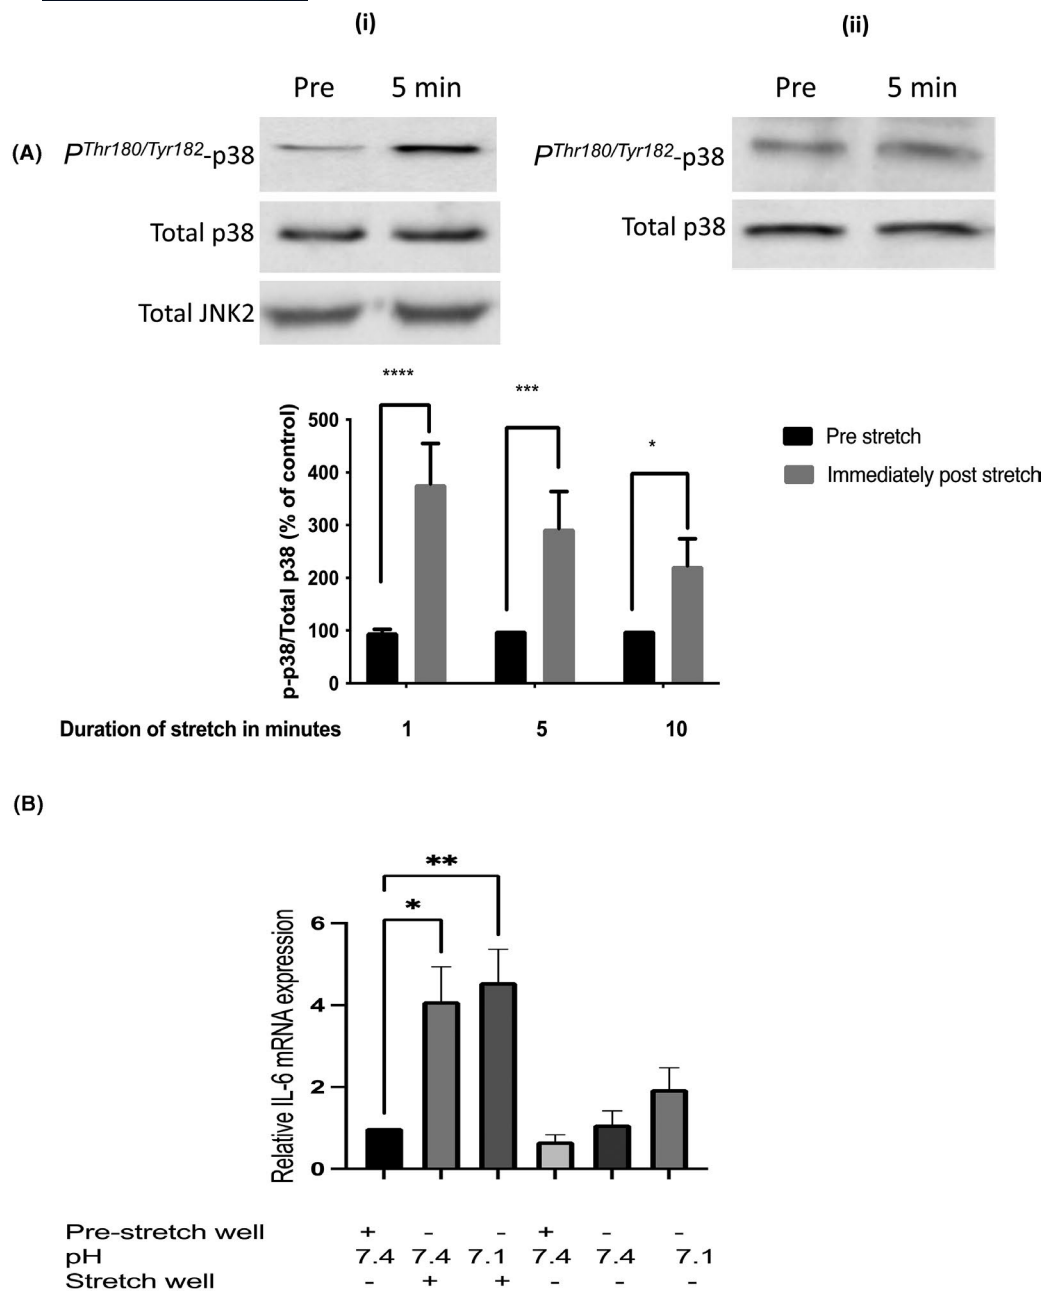 (i)
(ii)
Pre 5 min
Pre 5 min
(A)
P^Thr180/Tyr182-p38
P^Thr180/Tyr182-p38
Total p38
Total p38
Total JNK2
****
***
*
p-p38/Total p38 (% of control)
500
400
300
200
100
0
Pre stretch
Immediately post stretch
Duration of stretch in minutes 1 5 10
(B)
**
*
Relative IL-6 mRNA expression
6
4
2
0
Pre-stretch well + - - + - -
pH 7.4 7.4 7.1 7.4 7.4 7.1
Stretch well - + + - - -